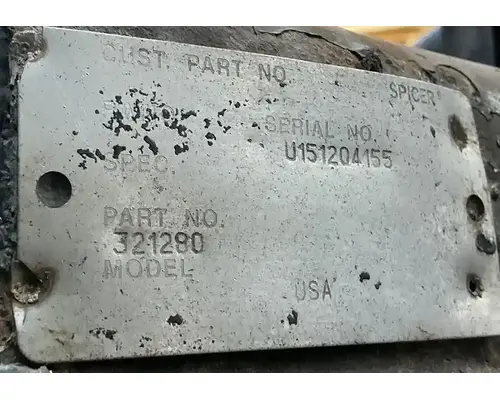 CUST. PART NO.
SPICER
SERIAL NO.
U151204155
SPEC
PART NO.
321280
MODEL
USA